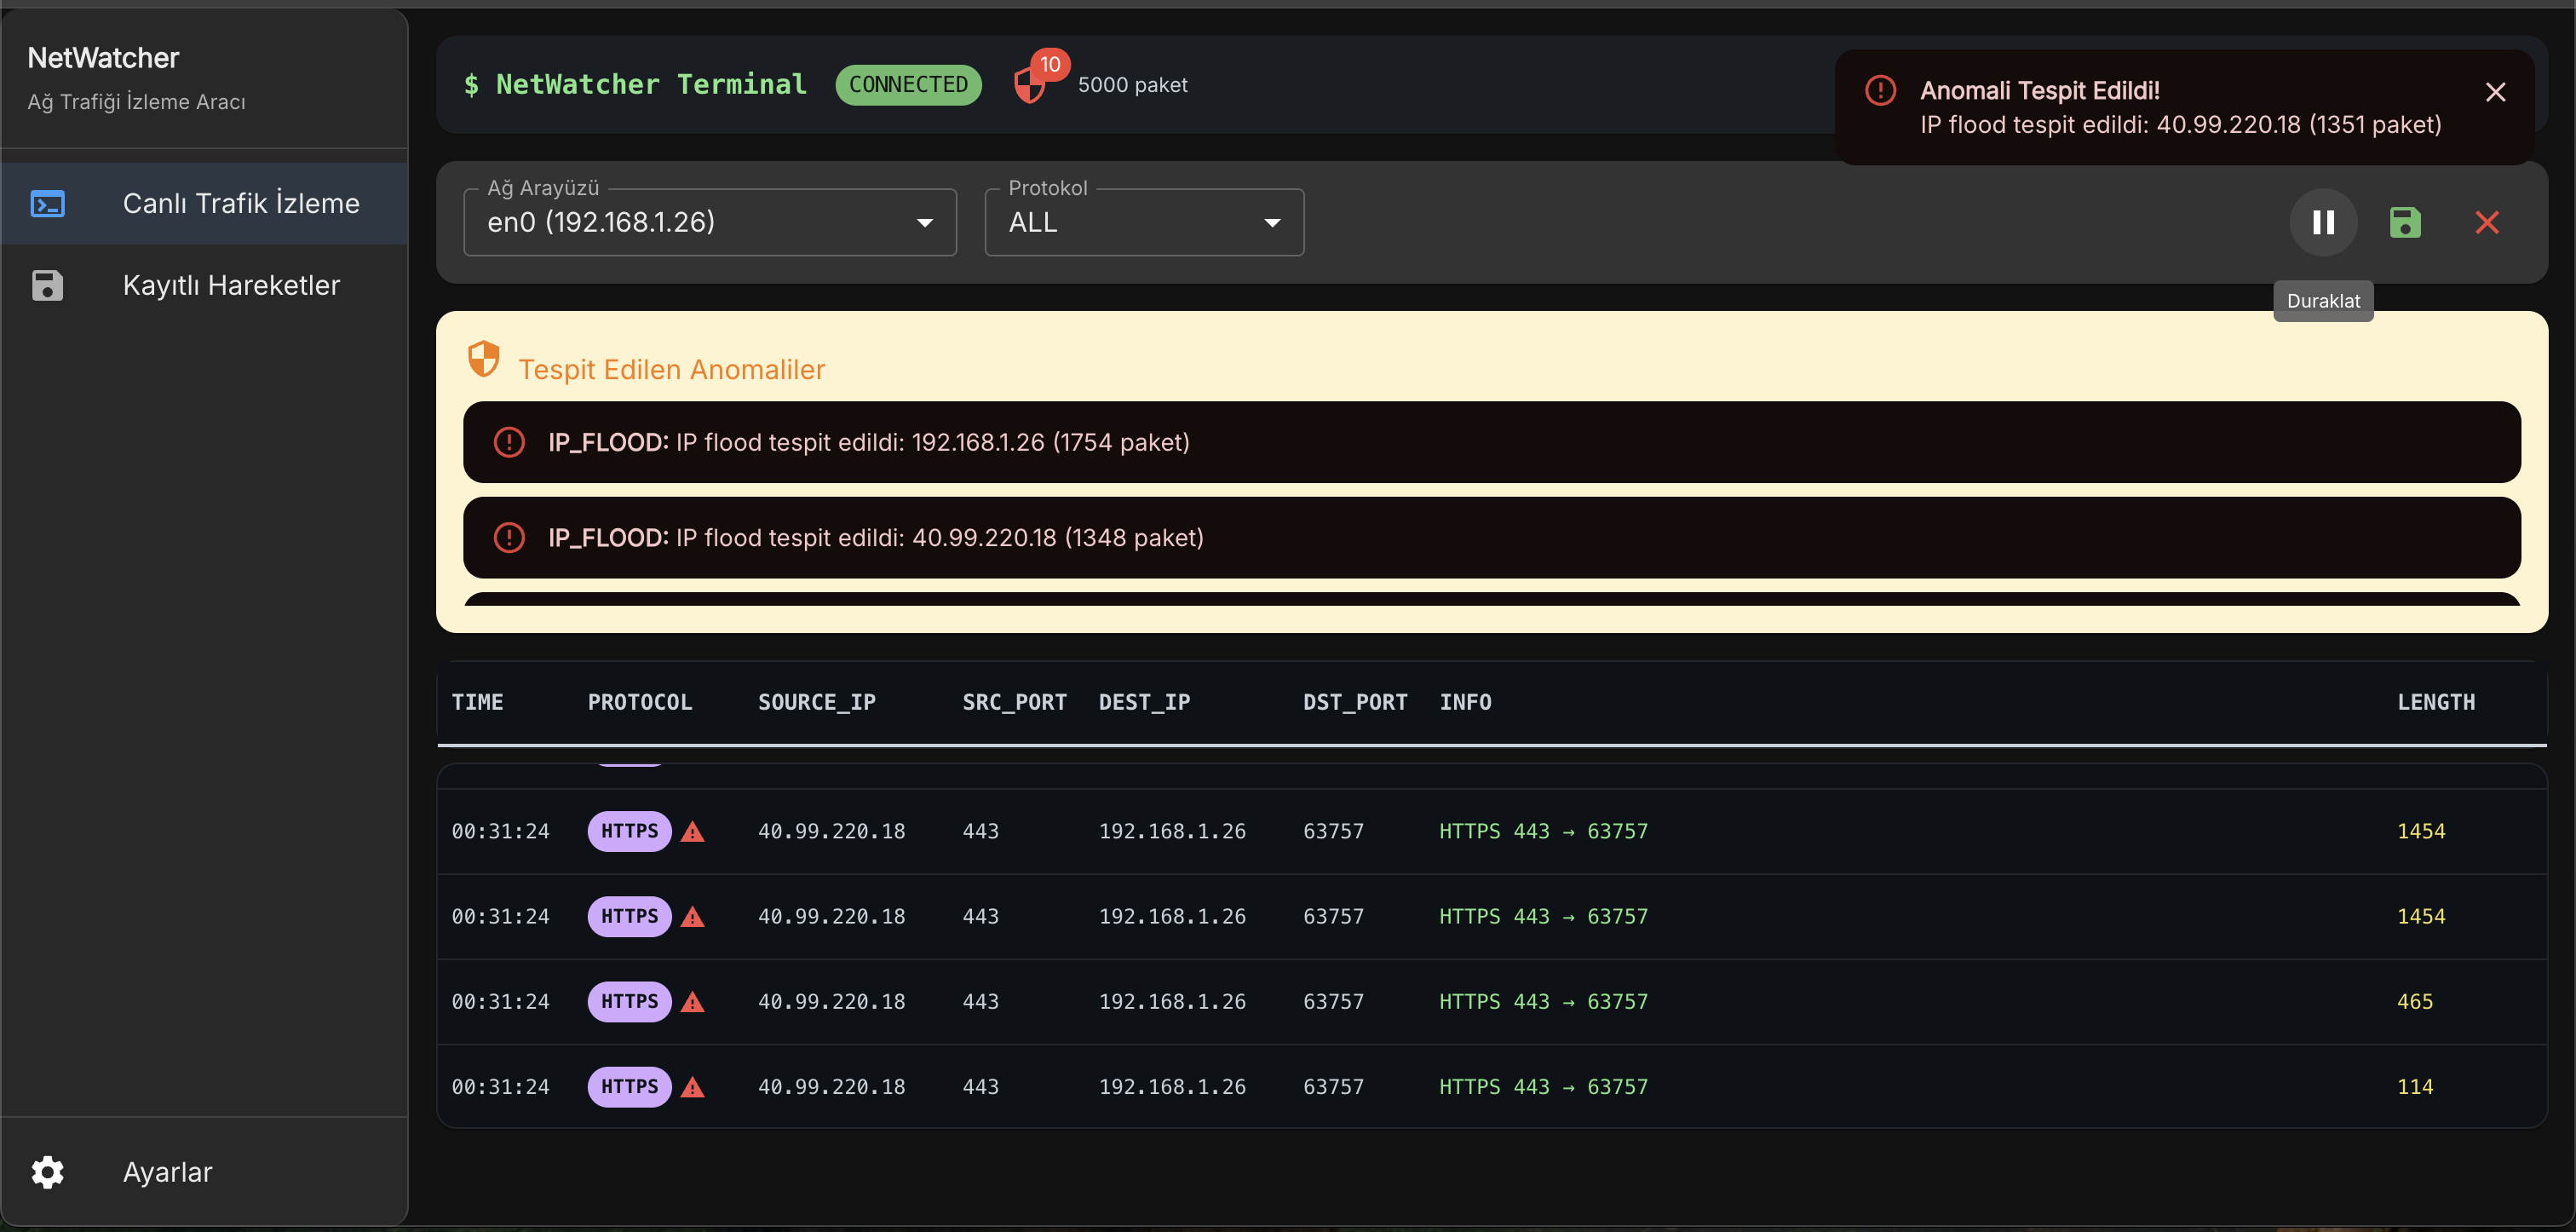 NetWatcher
Ağ Trafiği İzleme Aracı
Canlı Trafik İzleme
Kayıtlı Hareketler
Ayarlar
$ NetWatcher Terminal
CONNECTED
10
5000 paket
Anomali Tespit Edildi!
IP flood tespit edildi: 40.99.220.18 (1351 paket)
Ağ Arayüzü
en0 (192.168.1.26)
Protokol
ALL
Duraklat
Tespit Edilen Anomaliler
IP_FLOOD: IP flood tespit edildi: 192.168.1.26 (1754 paket)
IP_FLOOD: IP flood tespit edildi: 40.99.220.18 (1348 paket)
TIME PROTOCOL SOURCE_IP SRC_PORT DEST_IP DST_PORT INFO LENGTH
00:31:24 HTTPS 40.99.220.18 443 192.168.1.26 63757 HTTPS 443 → 63757 1454
00:31:24 HTTPS 40.99.220.18 443 192.168.1.26 63757 HTTPS 443 → 63757 1454
00:31:24 HTTPS 40.99.220.18 443 192.168.1.26 63757 HTTPS 443 → 63757 465
00:31:24 HTTPS 40.99.220.18 443 192.168.1.26 63757 HTTPS 443 → 63757 114